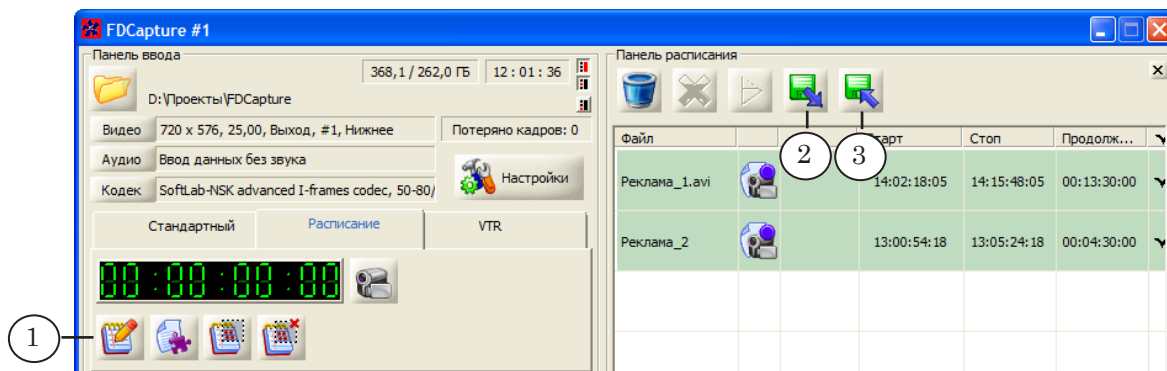 FDCapture #1
Панель ввода
368,1 / 262,0 ГБ
12 : 01 : 36
D:\Проекты\FDCapture
Видео 720 x 576, 25,00, Выход, #1, Нижнее
Потеряно кадров: 0
Аудио Ввод данных без звука
Кодек SoftLab-NSK advanced I-frames codec, 50-80/
Настройки
Стандартный Расписание VTR
00:00:00:00
1
Панель расписания
2 3
Файл Старт Стоп Продолж...
Реклама_1.avi 14:02:18:05 14:15:48:05 00:13:30:00
Реклама_2 13:00:54:18 13:05:24:18 00:04:30:00